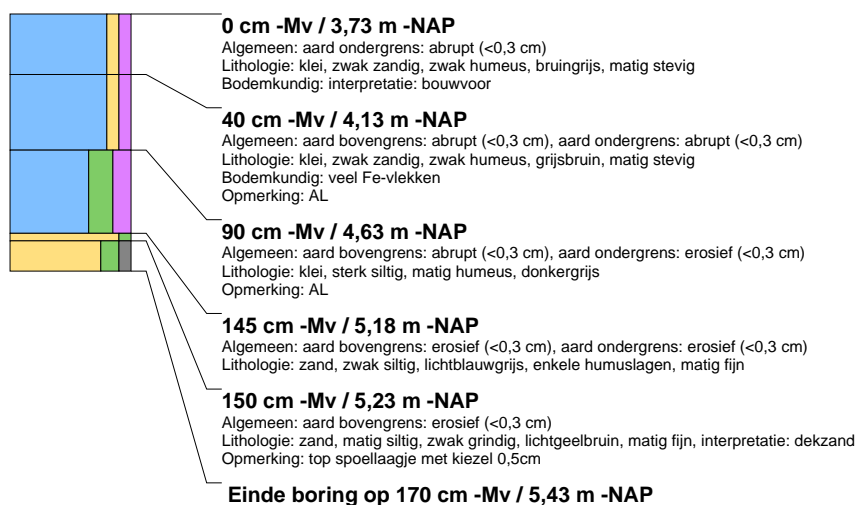 0 cm -Mv / 3,73 m -NAP
Algemeen: aard ondergrens: abrupt (<0,3 cm)
Lithologie: klei, zwak zandig, zwak humeus, bruingrijs, matig stevig
Bodemkundig: interpretatie: bouwvoor
40 cm -Mv / 4,13 m -NAP
Algemeen: aard bovengrens: abrupt (<0,3 cm), aard ondergrens: abrupt (<0,3 cm)
Lithologie: klei, zwak zandig, zwak humeus, grijsbruin, matig stevig
Bodemkundig: veel Fe-vlekken
Opmerking: AL
90 cm -Mv / 4,63 m -NAP
Algemeen: aard bovengrens: abrupt (<0,3 cm), aard ondergrens: erosief (<0,3 cm)
Lithologie: klei, sterk siltig, matig humeus, donkergrijs
Opmerking: AL
145 cm -Mv / 5,18 m -NAP
Algemeen: aard bovengrens: erosief (<0,3 cm), aard ondergrens: erosief (<0,3 cm)
Lithologie: zand, zwak siltig, lichtblauwgrijs, enkele humuslagen, matig fijn
150 cm -Mv / 5,23 m -NAP
Algemeen: aard bovengrens: erosief (<0,3 cm)
Lithologie: zand, matig siltig, zwak grindig, lichtgeelbruin, matig fijn, interpretatie: dekzand
Opmerking: top spoellaagje met kiezel 0,5cm
Einde boring op 170 cm -Mv / 5,43 m -NAP